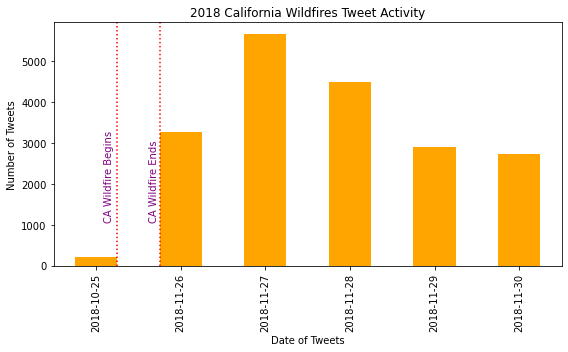 2018 California Wildfires Tweet Activity
Number of Tweets
5000
4000
3000
2000
1000
0
CA Wildfire Begins
CA Wildfire Ends
2018-10-25
2018-11-26
2018-11-27
2018-11-28
2018-11-29
2018-11-30
Date of Tweets